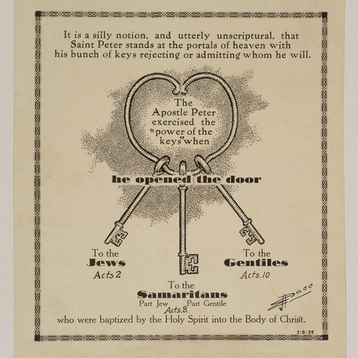 It is a silly notion, and utterly unscriptural, that
Saint Peter stands at the portals of heaven with
his bunch of keys rejecting or admitting whom he will.
The
Apostle Peter
exercised the
"power of the
keys" when
he opened the door
To the
Jews
Acts 2
To the
Gentiles
Acts. 10
To the
Samaritans
Part Jew Part Gentile
Acts. 8.
Pace
who were baptized by the Holy Spirit into the Body of Christ.